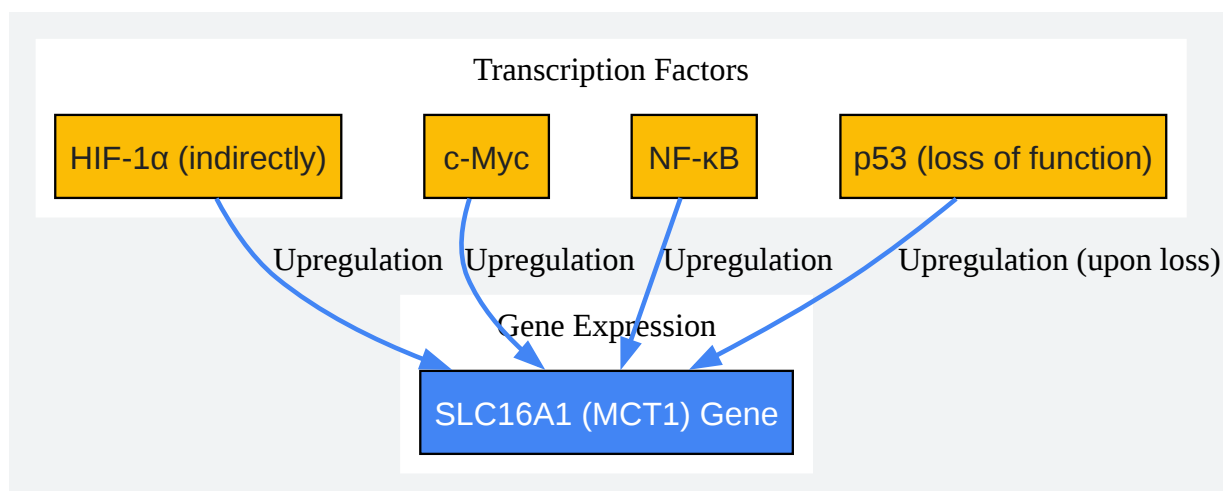 Transcription Factors
HIF-1α (indirectly)
c-Myc
NF-κB
p53 (loss of function)
Upregulation
Upregulation
Upregulation
Upregulation (upon loss)
Gene Expression
SLC16A1 (MCT1) Gene